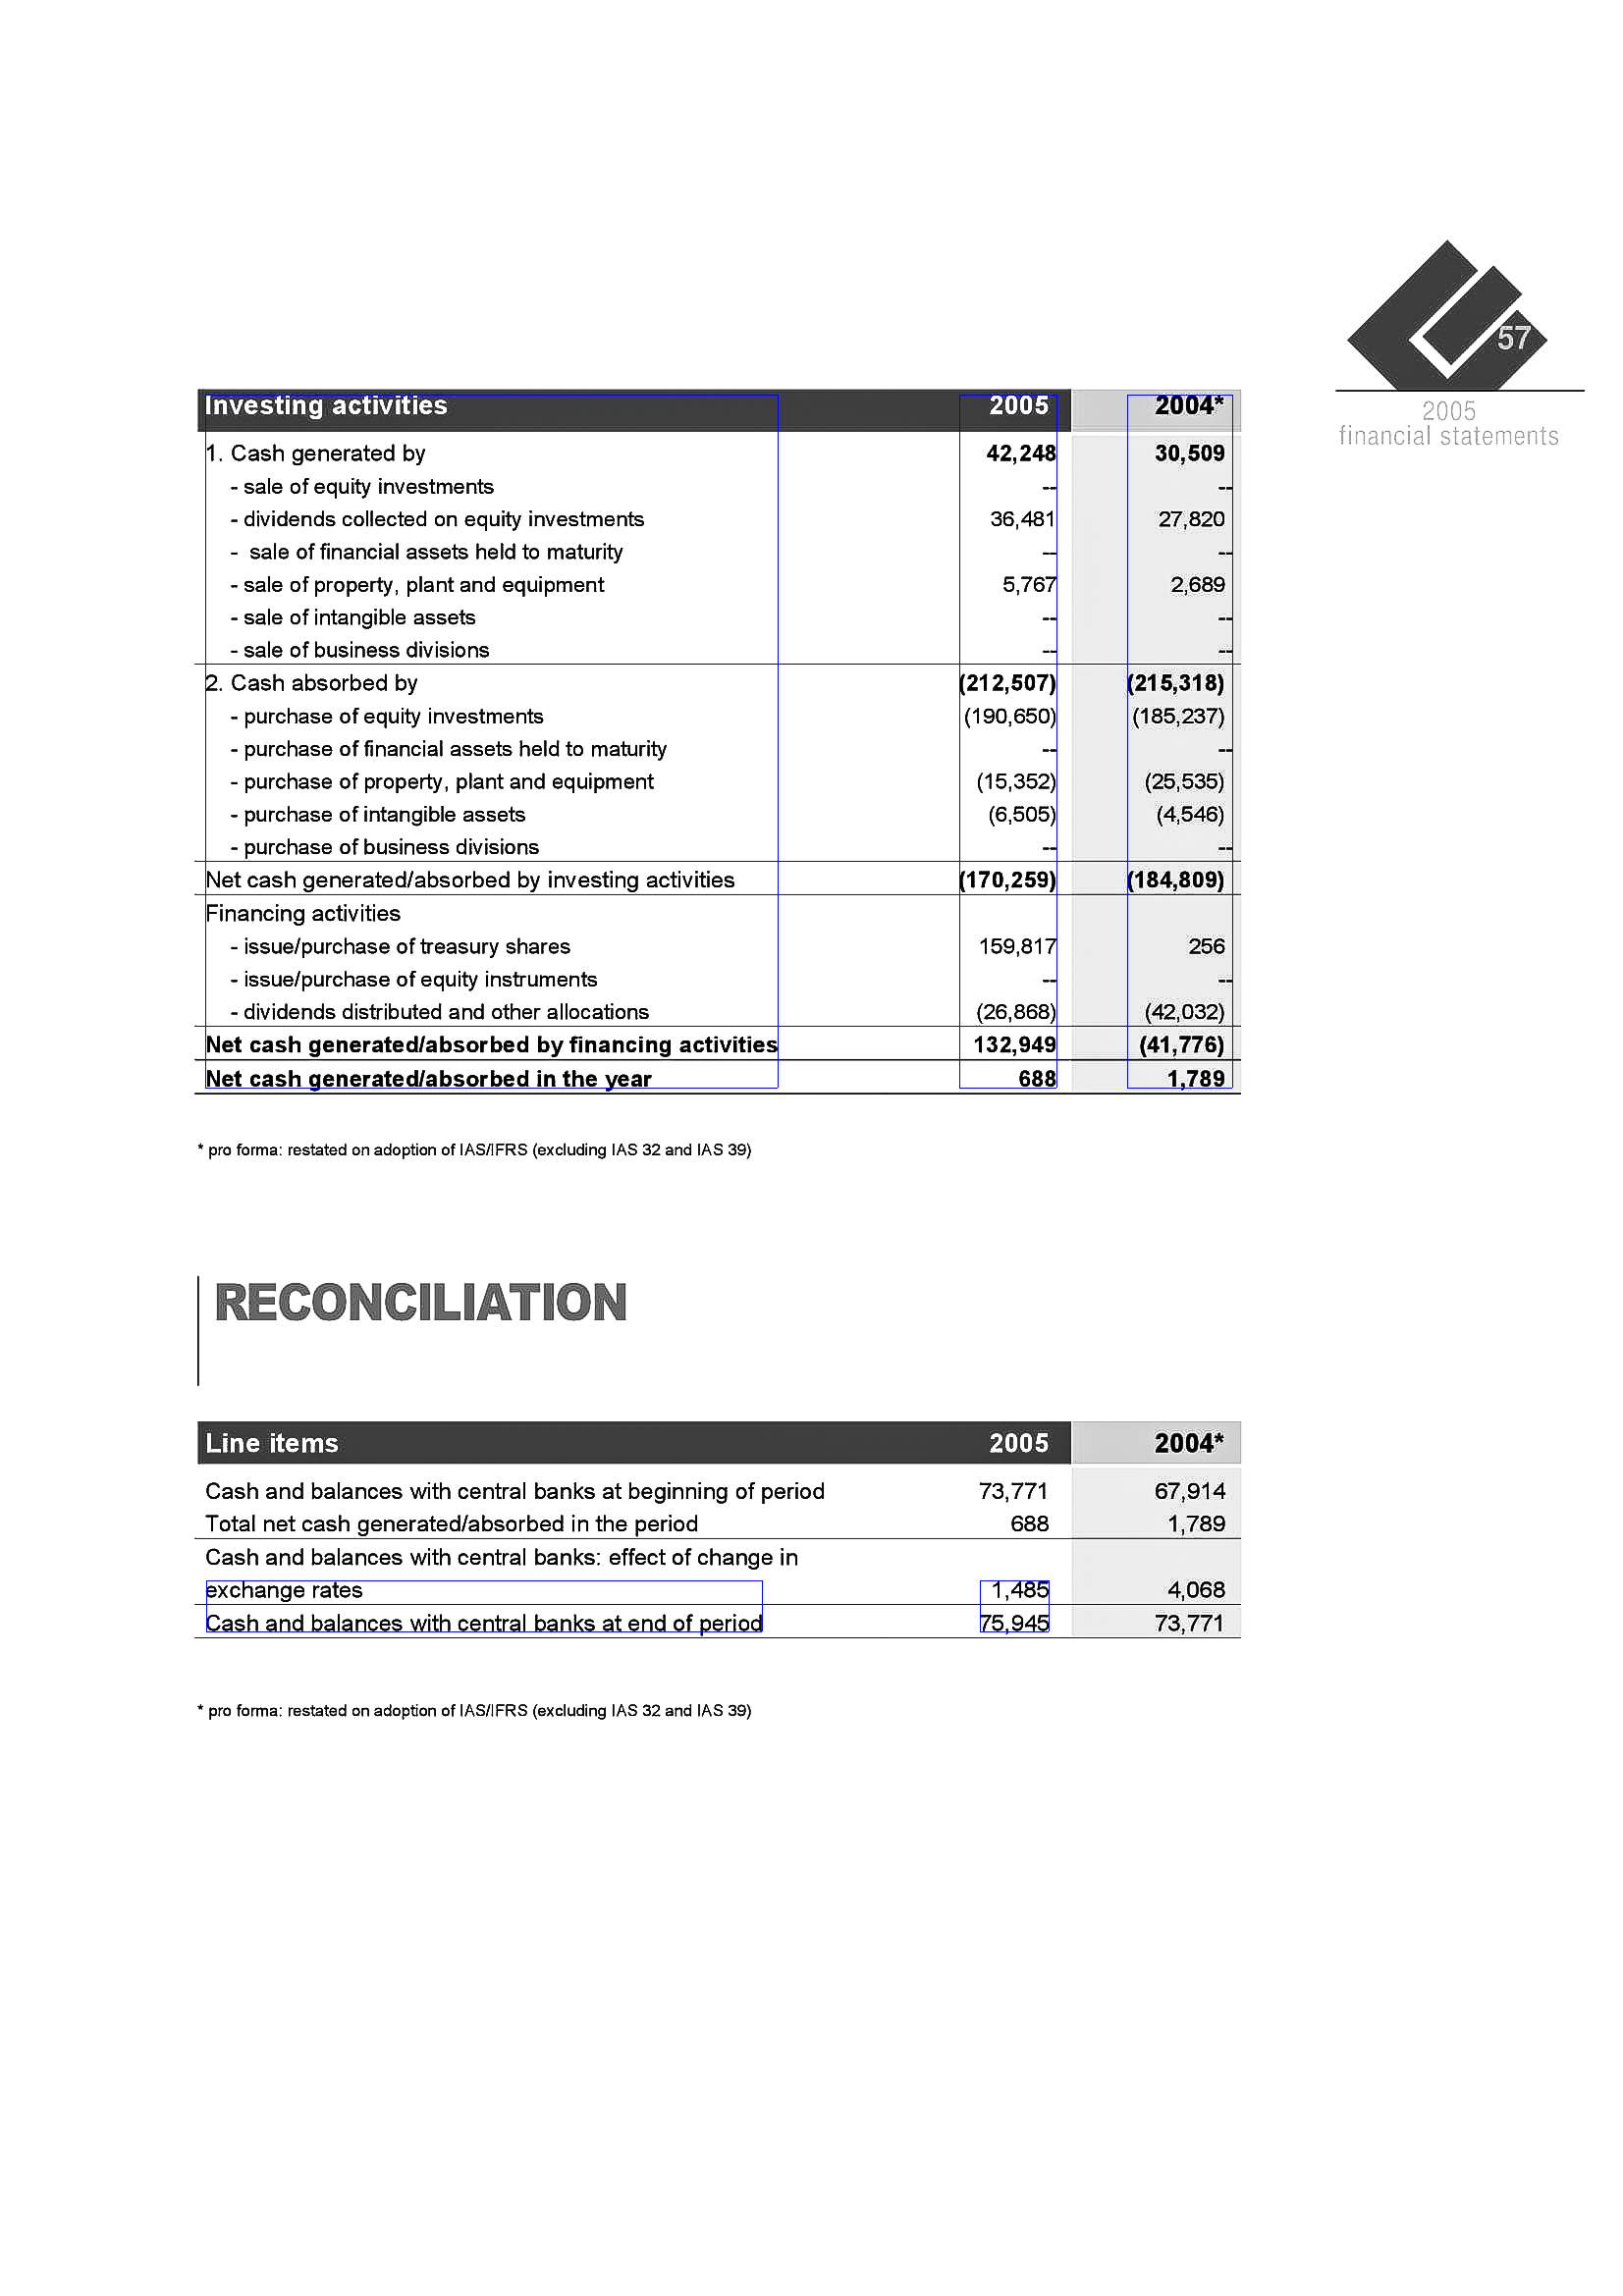 57
2005
financial statements
Investing activities 2005 2004*
1. Cash generated by 42,248 30,509
- sale of equity investments -- --
- dividends collected on equity investments 36,481 27,820
- sale of financial assets held to maturity -- --
- sale of property, plant and equipment 5,767 2,689
- sale of intangible assets -- --
- sale of business divisions -- --
2. Cash absorbed by (212,507) (215,318)
- purchase of equity investments (190,650) (185,237)
- purchase of financial assets held to maturity -- --
- purchase of property, plant and equipment (15,352) (25,535)
- purchase of intangible assets (6,505) (4,546)
- purchase of business divisions -- --
Net cash generated/absorbed by investing activities (170,259) (184,809)
Financing activities
- issue/purchase of treasury shares 159,817 256
- issue/purchase of equity instruments -- --
- dividends distributed and other allocations (26,868) (42,032)
Net cash generated/absorbed by financing activities 132,949 (41,776)
Net cash generated/absorbed in the year 688 1,789
* pro forma: restated on adoption of IAS/IFRS (excluding IAS 32 and IAS 39)
RECONCILIATION
Line items 2005 2004*
Cash and balances with central banks at beginning of period 73,771 67,914
Total net cash generated/absorbed in the period 688 1,789
Cash and balances with central banks: effect of change in
exchange rates 1,485 4,068
Cash and balances with central banks at end of period 75,945 73,771
* pro forma: restated on adoption of IAS/IFRS (excluding IAS 32 and IAS 39)